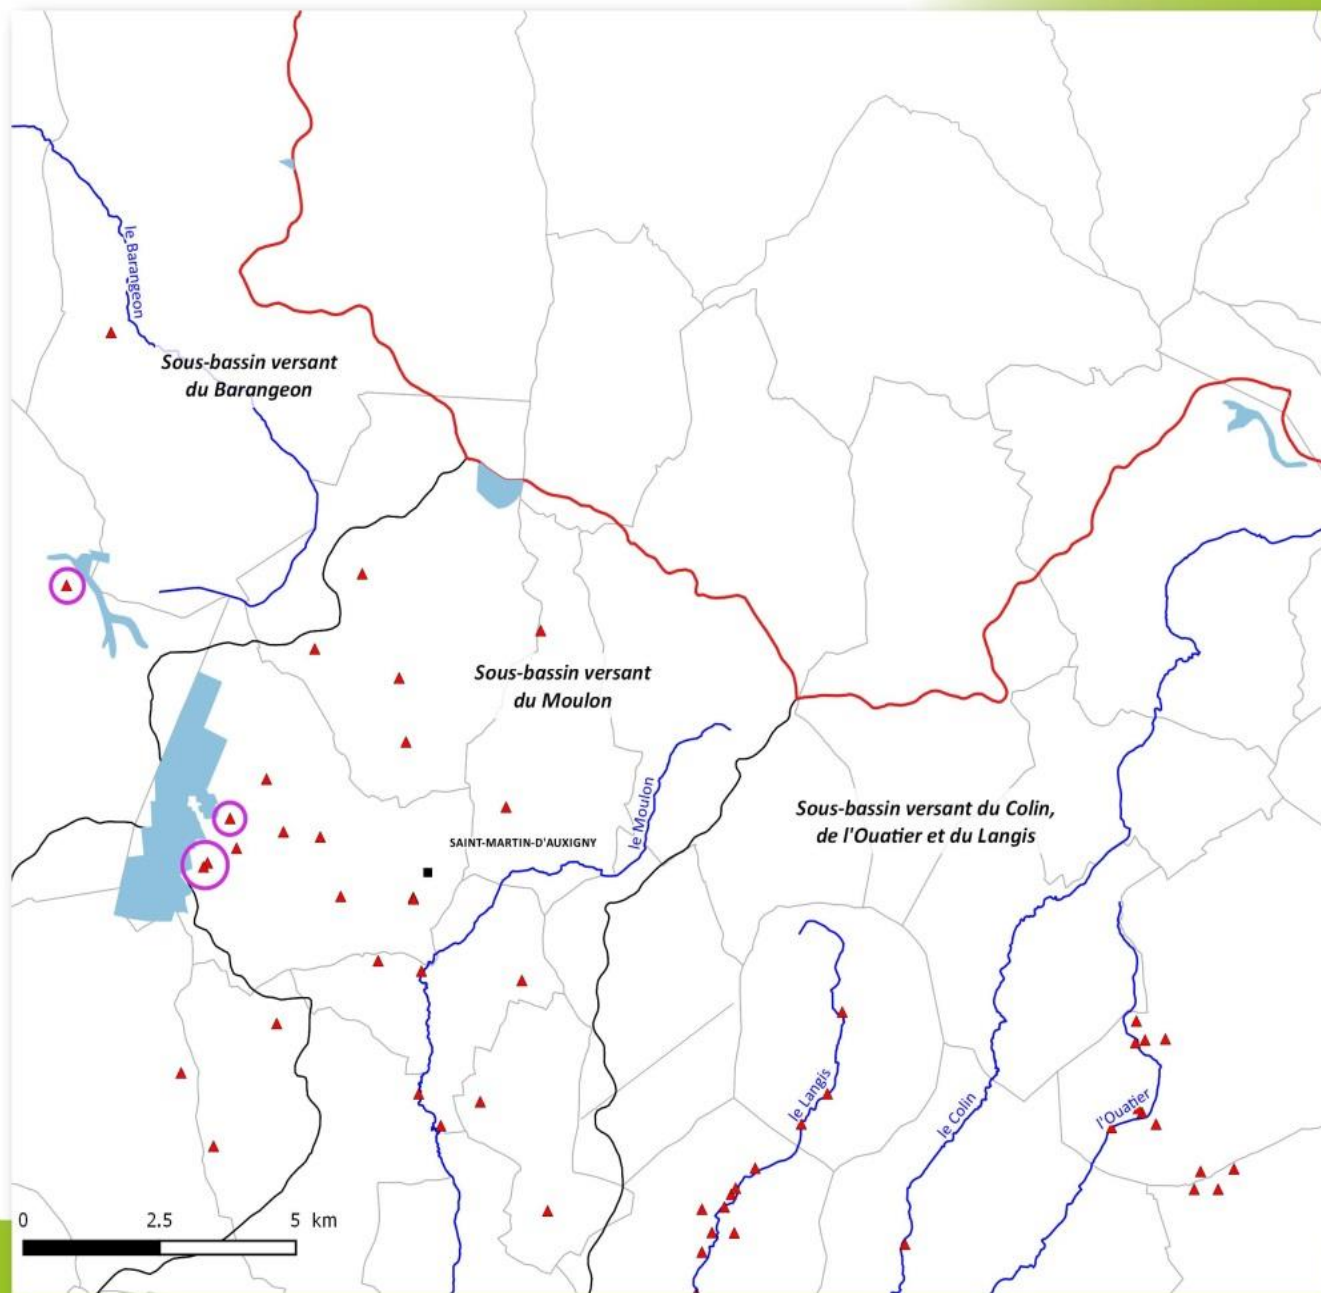 le Barangeon
Sous-bassin versant
du Barangeon
Sous-bassin versant
du Moulon
le Moulon
SAINT-MARTIN-D'AUXIGNY
Sous-bassin versant du Colin,
de l'Ouatier et du Langis
le Langis
le Colin
l'Ouatier
0 2.5 5 km